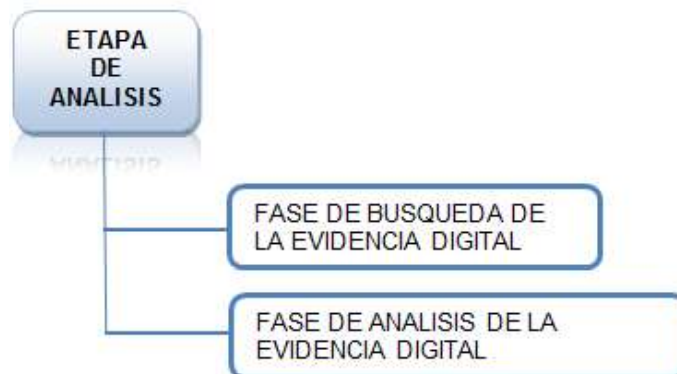 ETAPA
DE
ANALISIS
FASE DE BUSQUEDA DE
LA EVIDENCIA DIGITAL
FASE DE ANALISIS DE LA
EVIDENCIA DIGITAL